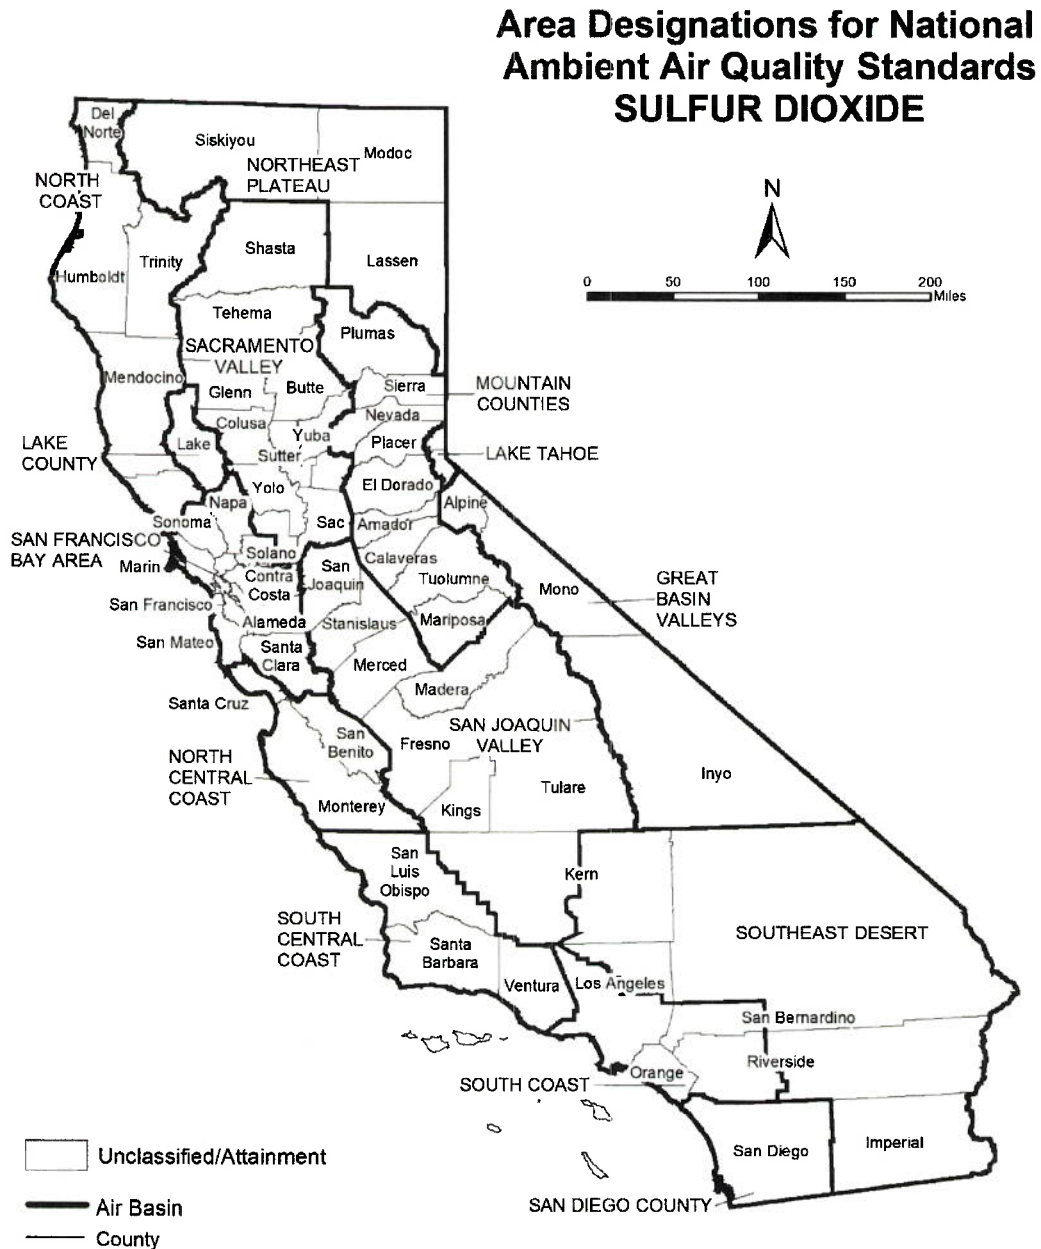 Area Designations for National
Ambient Air Quality Standards
SULFUR DIOXIDE
Del
Norte
Siskiyou
Modoc
NORTHEAST
PLATEAU
NORTH
COAST
N
Shasta
Trinity
Lassen
Humboldt
0 50 100 150 200
Miles
Tehema
Plumas
SACRAMENTO
VALLEY
Mendocino
Glenn
Butte
Sierra
MOUNTAIN
COUNTIES
Nevada
Colusa
Yuba
Placer
LAKE
COUNTY
Lake
Sutter
LAKE TAHOE
Yolo
El Dorado
Napa
Alpine
Sonoma
Sac
Amador
SAN FRANCISCO
BAY AREA
Solano
Calaveras
Marin
Contra
Costa
San
Joaquin
Tuolumne
Mono
GREAT
BASIN
VALLEYS
San Francisco
Alameda
Stanislaus
Mariposa
San Mateo
Santa
Clara
Merced
Madera
Santa Cruz
SAN JOAQUIN
VALLEY
San
Benito
Fresno
NORTH
CENTRAL
COAST
Inyo
Tulare
Monterey
Kings
San
Luis
Obispo
Kern
SOUTH
CENTRAL
COAST
SOUTHEAST DESERT
Santa
Barbara
Ventura
Los Angeles
San Bernardino
Riverside
Orange
SOUTH COAST
San Diego
Imperial
SAN DIEGO COUNTY
Unclassified/Attainment
Air Basin
County